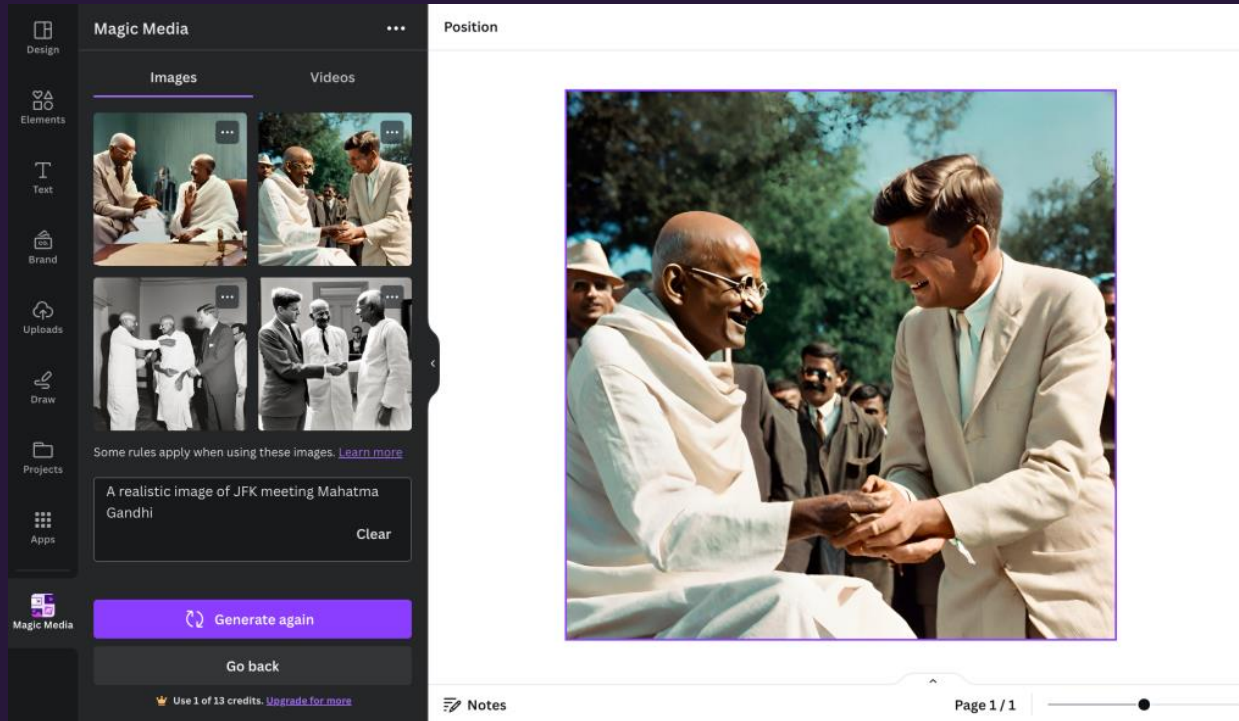 Design
Elements
Text
CO.
Brand
Uploads
Draw
Projects
Apps
Magic Media
Magic Media
Images
Videos
Some rules apply when using these images. Learn more
A realistic image of JFK meeting Mahatma
Gandhi
Clear
Generate again
Go back
Use 1 of 13 credits. Upgrade for more
Position
Notes
Page 1 / 1